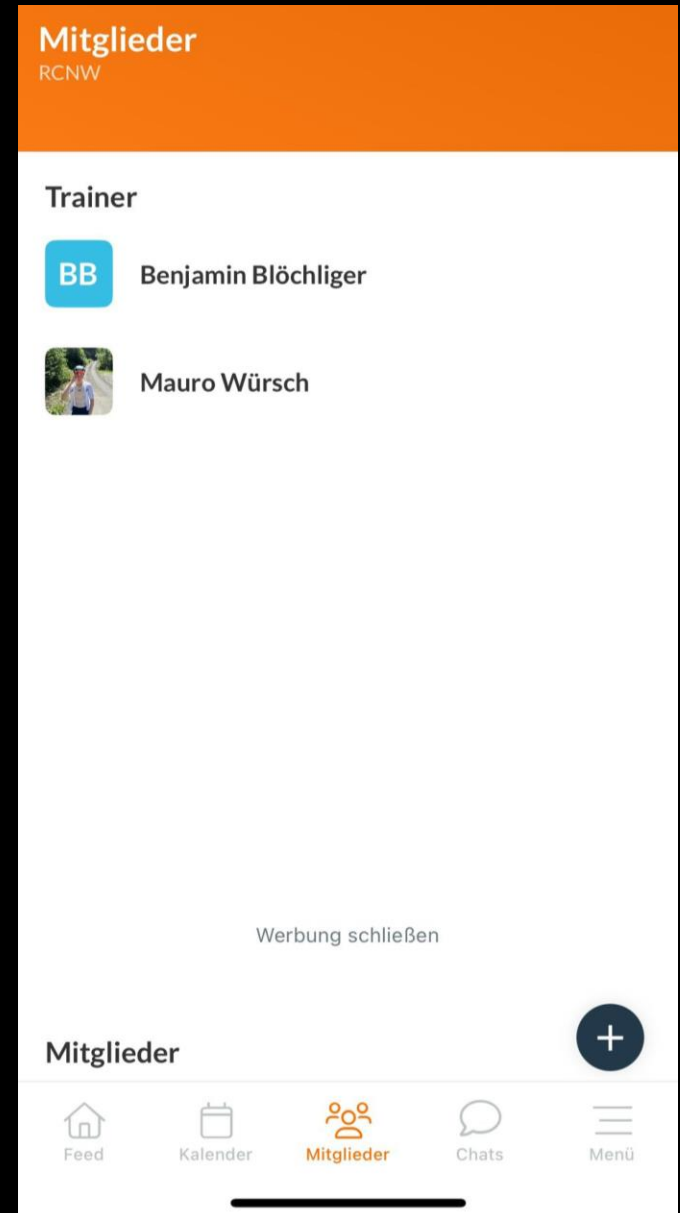 Mitglieder
RCNW
Trainer
BB
Benjamin Blöchliger
Mauro Würsch
Werbung schließen
Mitglieder
+
Feed
Kalender
Mitglieder
Chats
Menü